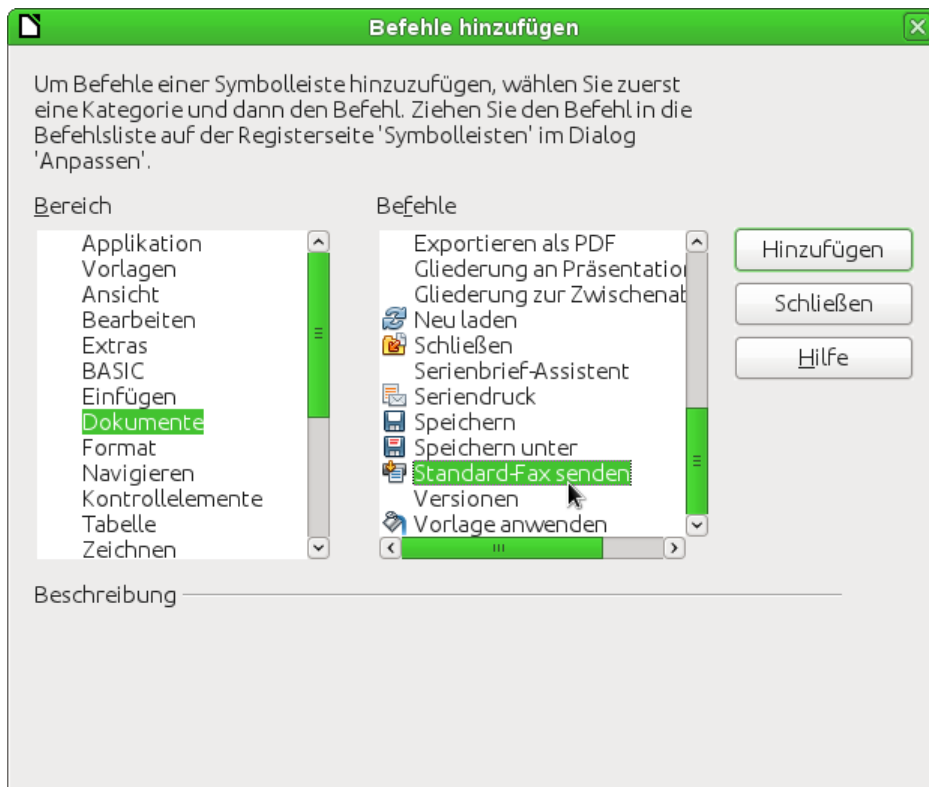 Befehle hinzufügen
Um Befehle einer Symbolleiste hinzuzufügen, wählen Sie zuerst
eine Kategorie und dann den Befehl. Ziehen Sie den Befehl in die
Befehlsliste auf der Registerseite 'Symbolleisten' im Dialog
'Anpassen'.
Bereich
Applikation
Vorlagen
Ansicht
Bearbeiten
Extras
BASIC
Einfügen
Dokumente
Format
Navigieren
Kontrollelemente
Tabelle
Zeichnen
Befehle
Exportieren als PDF
Gliederung an Präsentation
Gliederung zur Zwischenab
Neu laden
Schließen
Serienbrief-Assistent
Seriendruck
Speichern
Speichern unter
Standard-Fax senden
Versionen
Vorlage anwenden
Hinzufügen
Schließen
Hilfe
Beschreibung